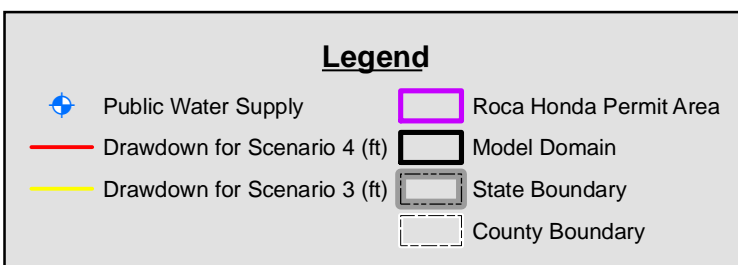 Legend
Public Water Supply
Drawdown for Scenario 4 (ft)
Drawdown for Scenario 3 (ft)
Roca Honda Permit Area
Model Domain
State Boundary
County Boundary